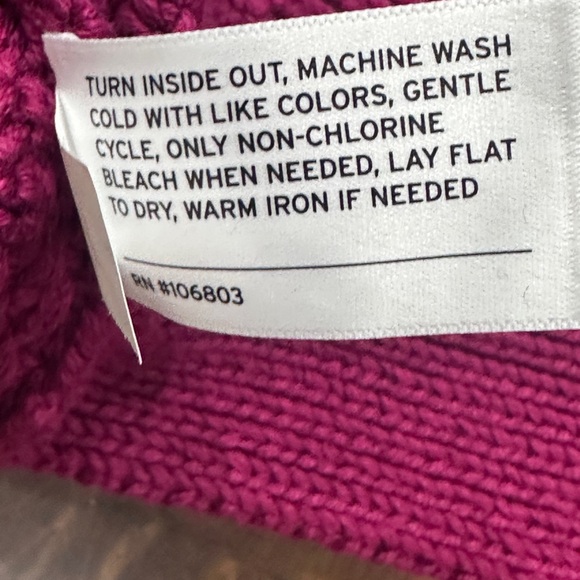 TURN INSIDE OUT, MACHINE WASH
COLD WITH LIKE COLORS, GENTLE
CYCLE, ONLY NON-CHLORINE
BLEACH WHEN NEEDED, LAY FLAT
TO DRY, WARM IRON IF NEEDED
RN #106803